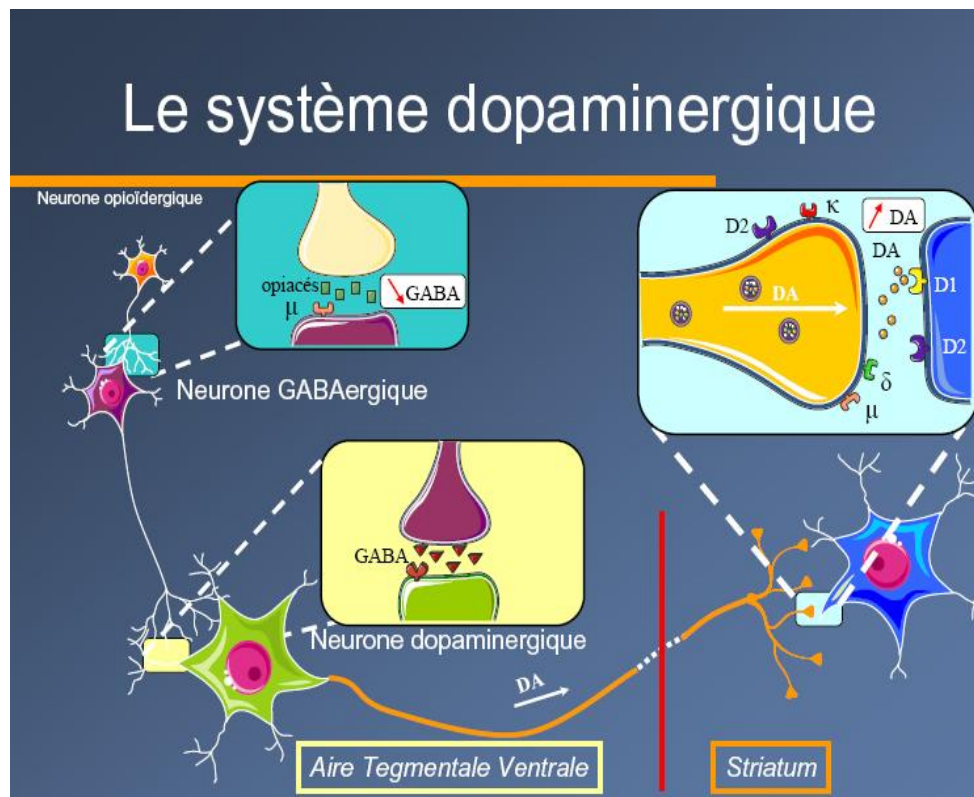 Le système dopaminergique
Neurone opioïdergique
opiacés
μ
GABA
Neurone GABAergique
D2
κ
DA
DA
DA
D1
D2
δ
μ
GABA
Neurone dopaminergique
DA
Aire Tegmentale Ventrale
Striatum